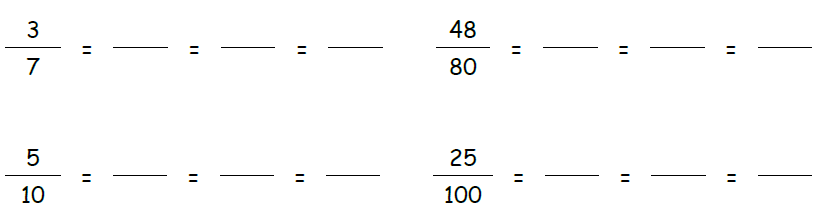 3/7 = ___ = ___ = ___ 48/80 = ___ = ___ = ___
5/10 = ___ = ___ = ___ 25/100 = ___ = ___ = ___